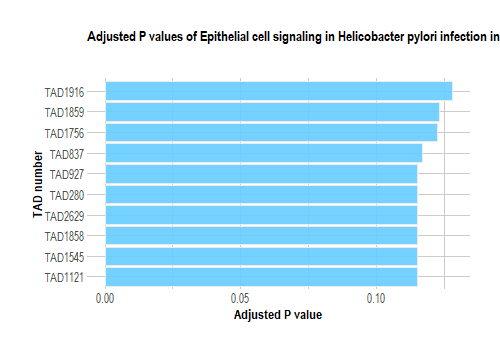 Adjusted P values of Epithelial cell signaling in Helicobacter pylori infection in
TAD1916
TAD1859
TAD1756
TAD837
TAD927
TAD280
TAD2629
TAD1858
TAD1545
TAD1121
TAD number
0.00 0.05 0.10
Adjusted P value